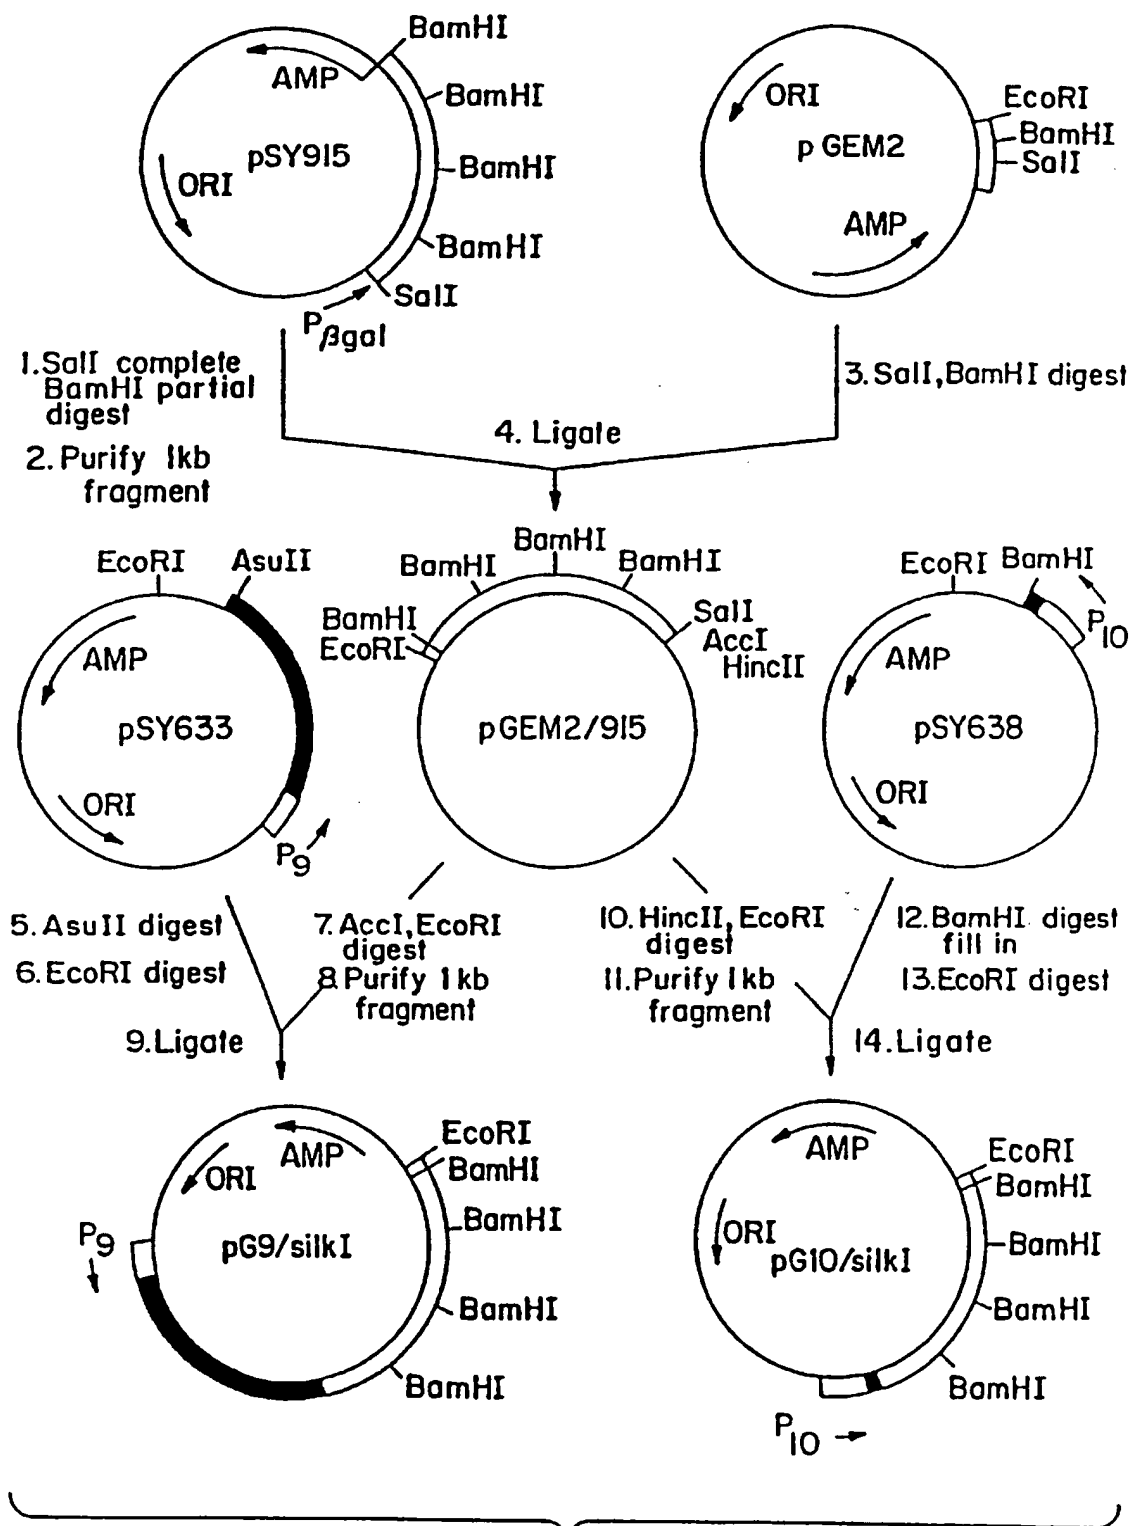 BamHI
AMP
BamHI
pSY915
BamHI
ORI
BamHI
SalI
Pβgal
ORI
EcoRI
pGEM2
BamHI
SalI
AMP
1.SalI complete
BamHI partial
digest
2. Purify 1kb
fragment
3.SalI,BamHI digest
4. Ligate
EcoRI
AsuII
AMP
pSY633
ORI
P9
BamHI
BamHI
BamHI
BamHI
EcoRI
SalI
AccI
HincII
pGEM2/915
EcoRI
BamHI
P10
AMP
pSY638
ORI
5.AsuII digest
6.EcoRI digest
7.AccI,EcoRI
digest
8.Purify 1kb
fragment
9.Ligate
10.HincII, EcoRI
digest
11.Purify 1kb
fragment
12.BamHI digest
fill in
13.EcoRI digest
14.Ligate
AMP
ORI
EcoRI
BamHI
BamHI
P9
pG9/silkI
BamHI
BamHI
AMP
EcoRI
BamHI
ORI
BamHI
pG10/silkI
BamHI
BamHI
P10